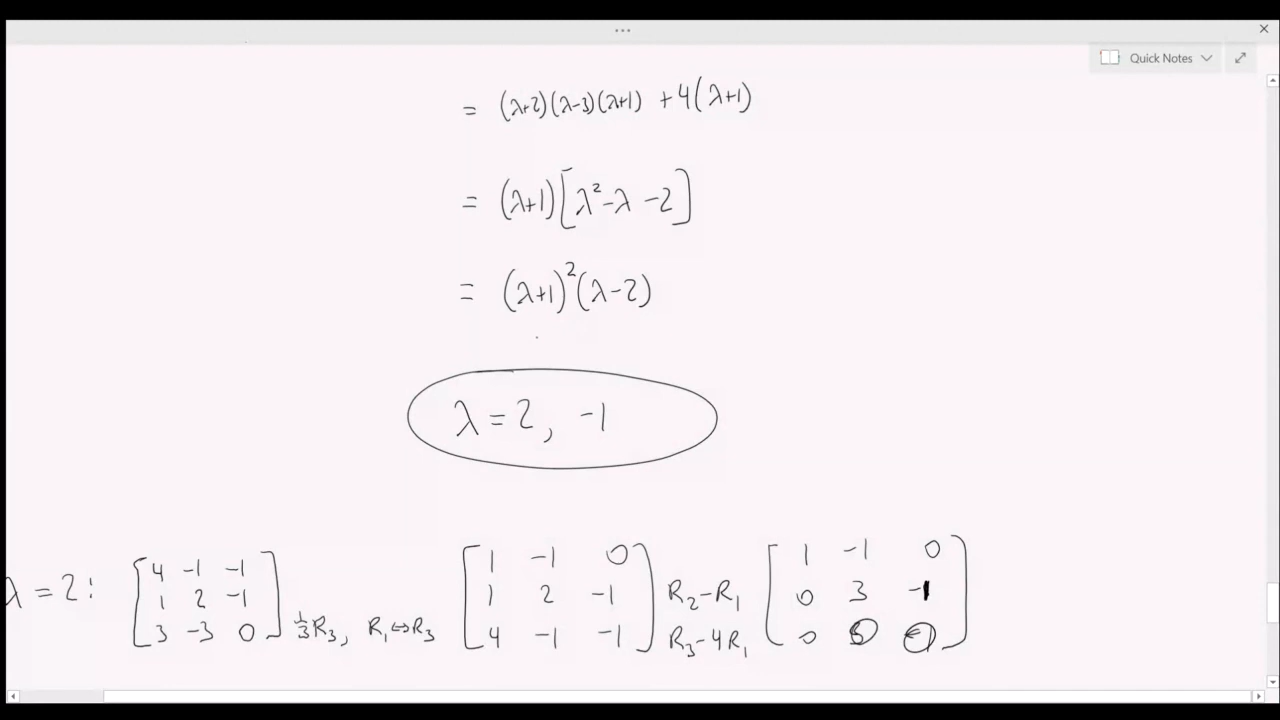 Quick Notes
= (λ+2)(λ-3)(λ+1) + 4(λ+1)
= (λ+1)[λ² - λ - 2]
= (λ+1)²(λ-2)
λ = 2, -1
λ = 2: [4 -1 -1; 1 2 -1; 3 -3 0] ⅓R₃, R₁↔R₃ [1 -1 0; 1 2 -1; 4 -1 -1] R₂-R₁ R₃-4R₁ [1 -1 0; 0 3 -1; 0